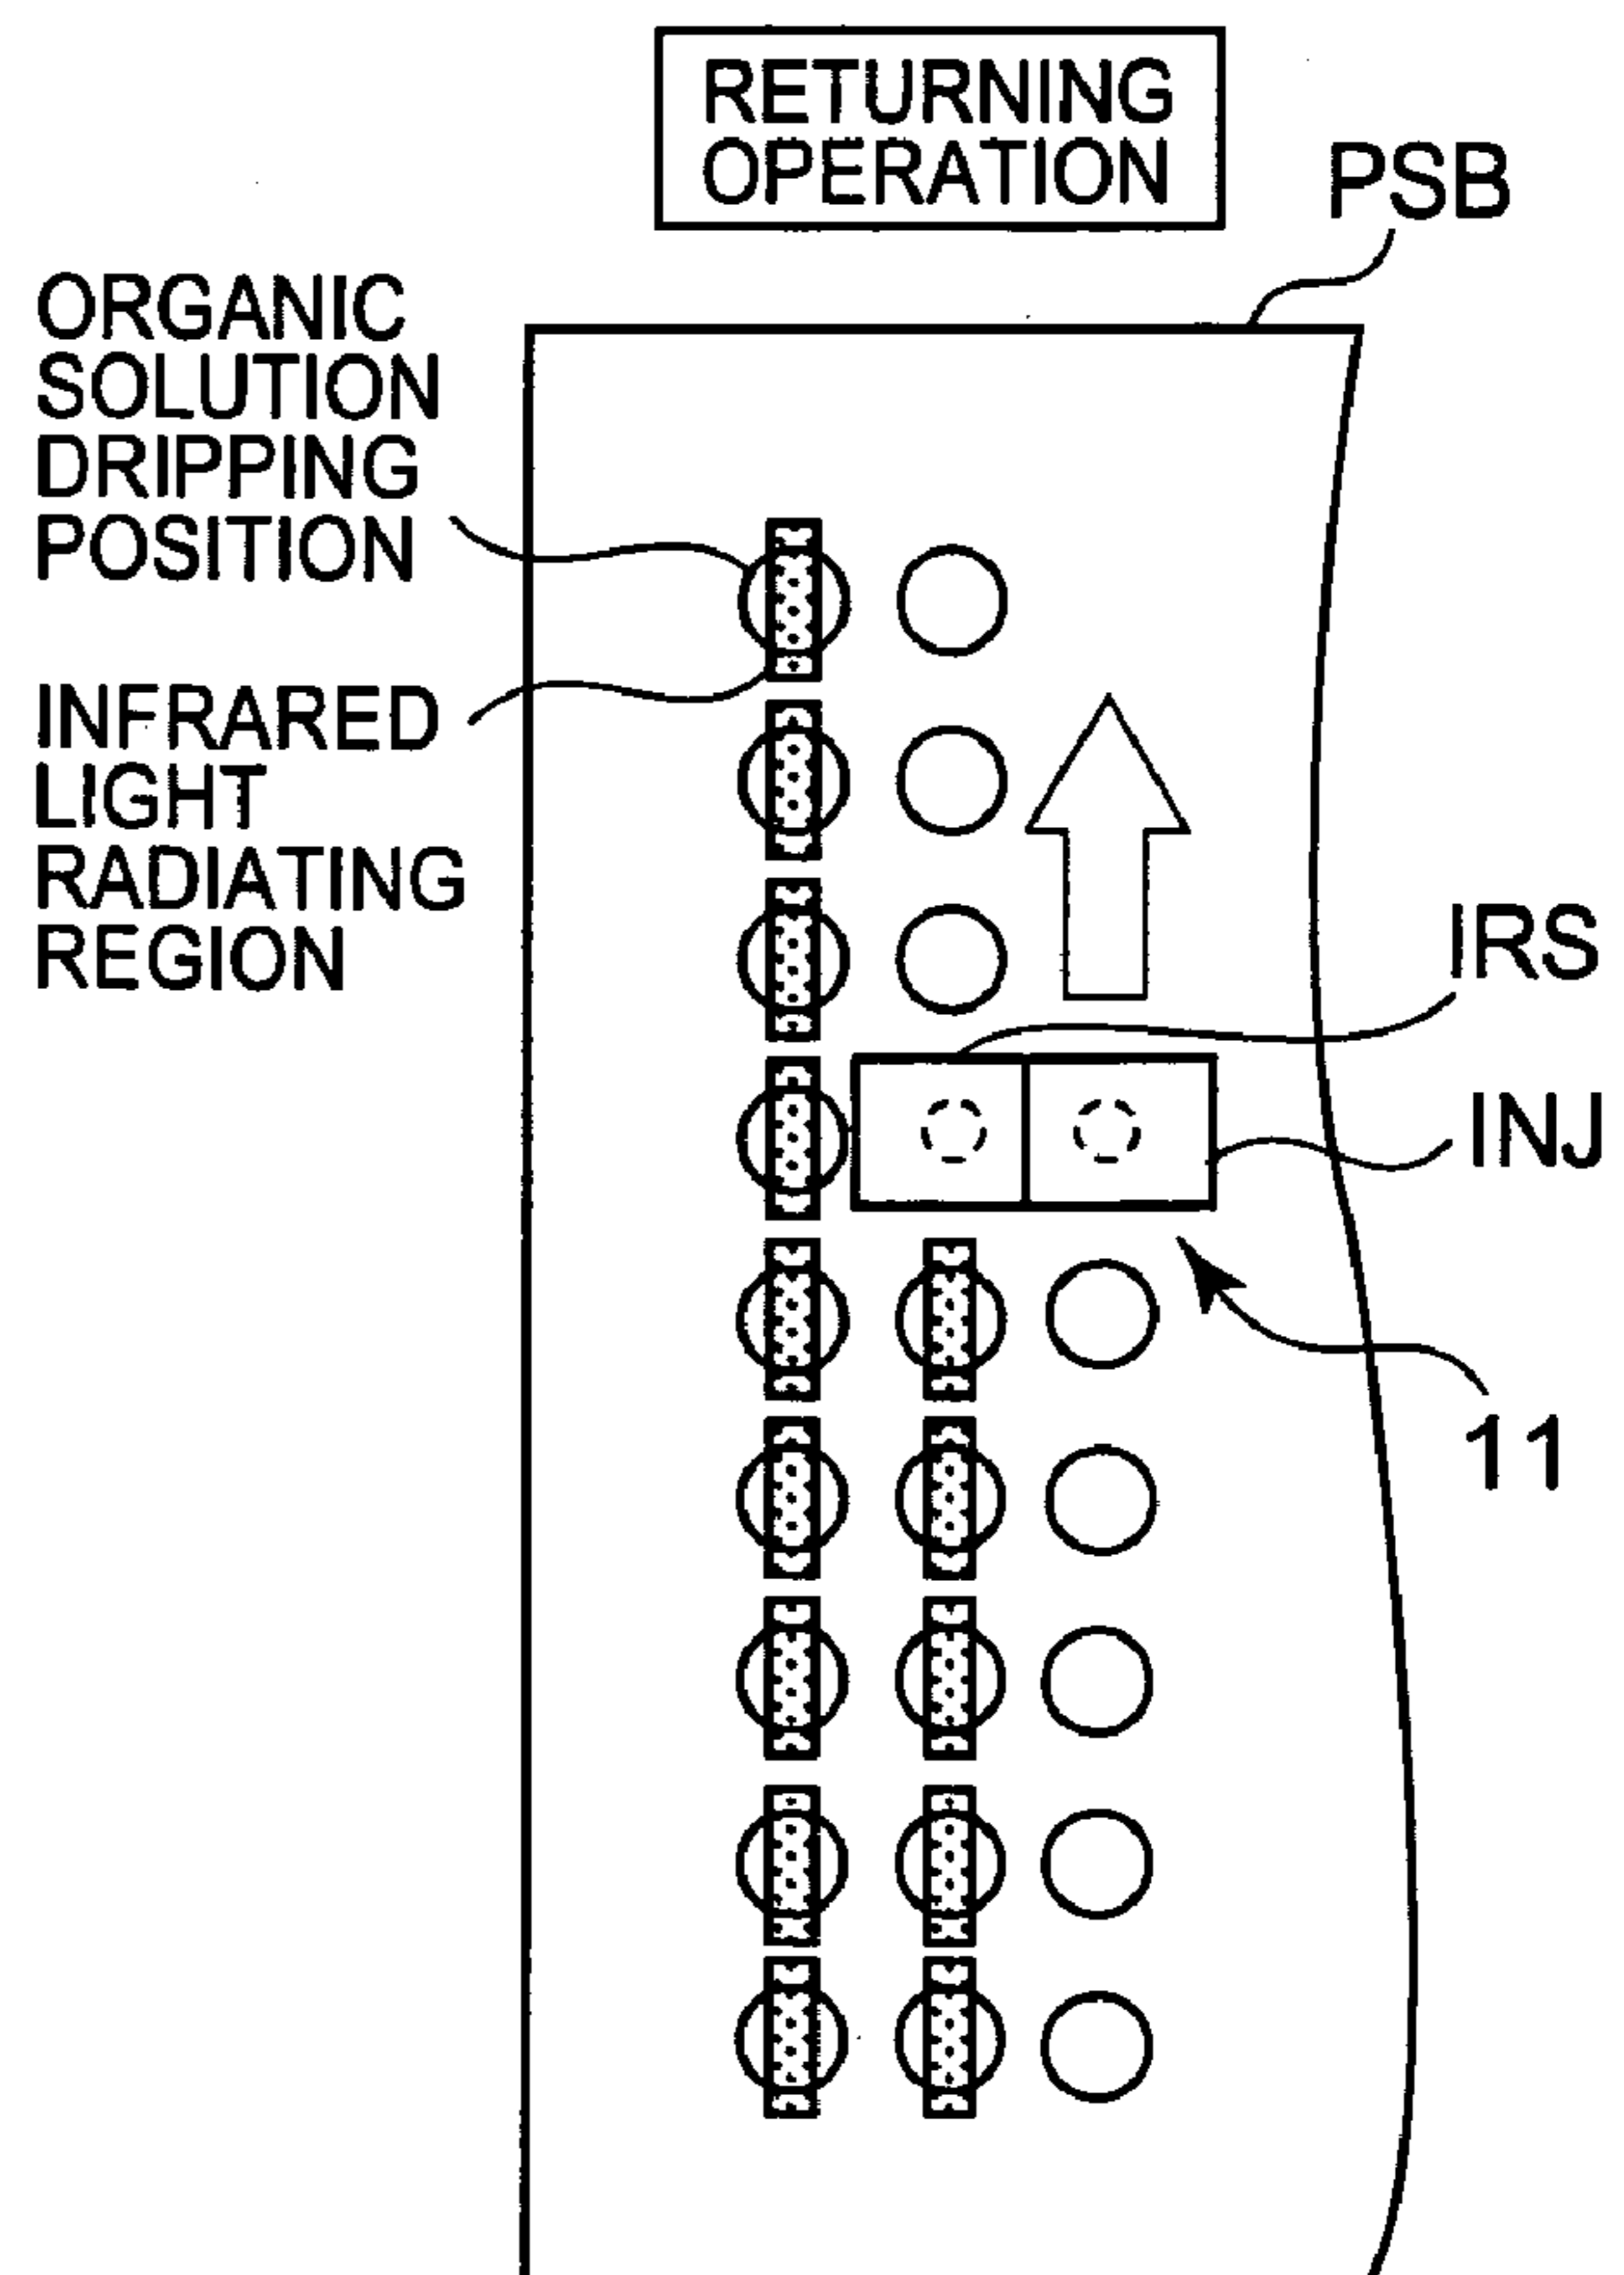 RETURNING
OPERATION
PSB
ORGANIC
SOLUTION
DRIPPING
POSITION
INFRARED
LIGHT
RADIATING
REGION
IRS
INJ
11